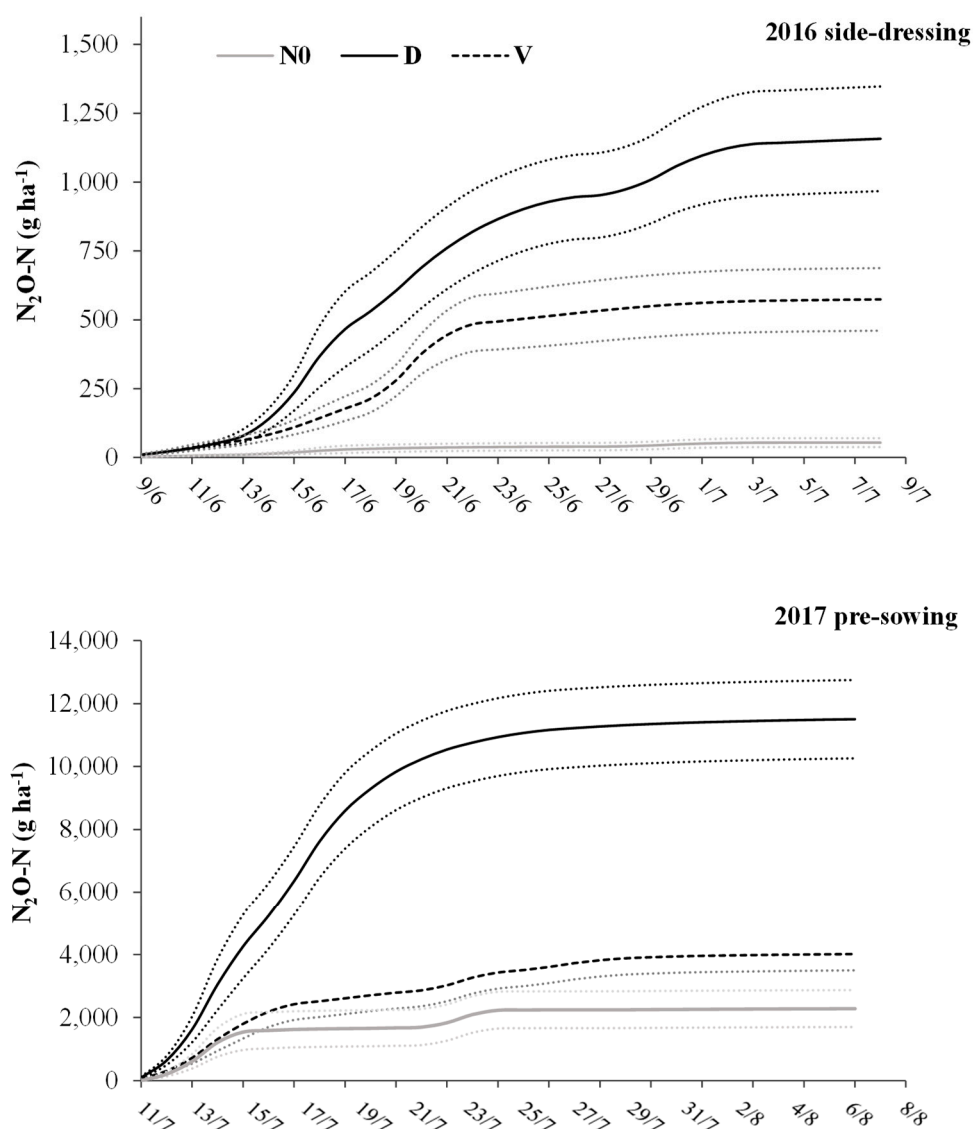 2016 side-dressing
N0 D V
N₂O-N (g ha⁻¹)
1,500
1,250
1,000
750
500
250
0
9/6 11/6 13/6 15/6 17/6 19/6 21/6 23/6 25/6 27/6 29/6 1/7 3/7 5/7 7/7 9/7
2017 pre-sowing
N₂O-N (g ha⁻¹)
14,000
12,000
10,000
8,000
6,000
4,000
2,000
0
11/7 13/7 15/7 17/7 19/7 21/7 23/7 25/7 27/7 29/7 31/7 2/8 4/8 6/8 8/8